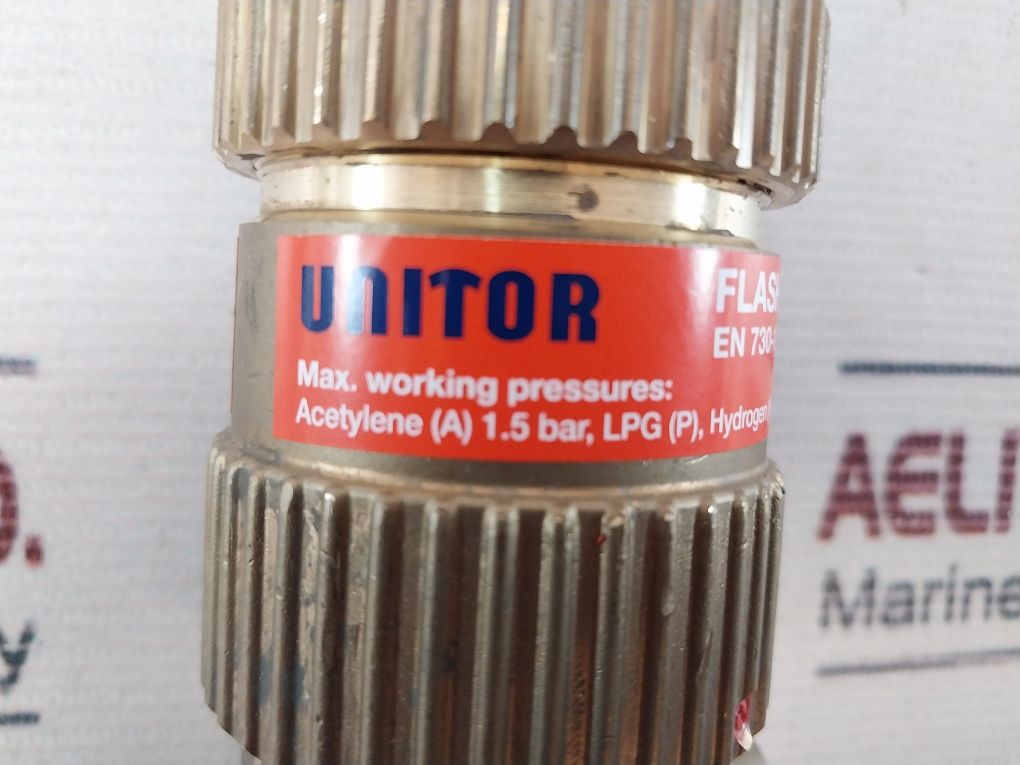 UNITOR
FLASH
EN 730-
Max. working pressures:
Acetylene (A) 1.5 bar, LPG (P), Hydrogen
AELI
Marine